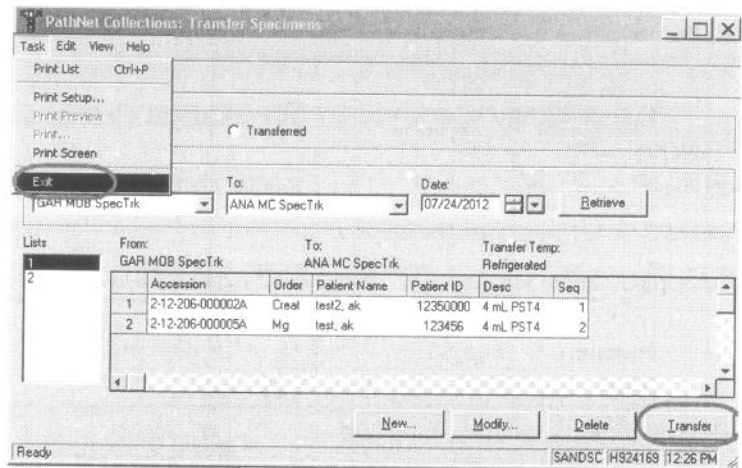 PathNet Collections: Transfer Specimens
Task Edit View Help
Print List Ctrl+P
Print Setup...
Print Preview
Print...
Print Screen
Exit
Transferred
To: Date:
GAR MOB SpecTrk ANA MC SpecTrk 07/24/2012 Retrieve
Lists From: To: Transfer Temp:
1 GAR MOB SpecTrk ANA MC SpecTrk Refrigerated
2 Accession Order Patient Name Patient ID Desc Seq
1 2-12-206-000002A Creat test2, ak 12350000 4 mL PST4 1
2 2-12-206-000005A Mg test, ak 123456 4 mL PST4 2
New... Modify... Delete Transfer
Ready SANDSC H924169 12:26 PM